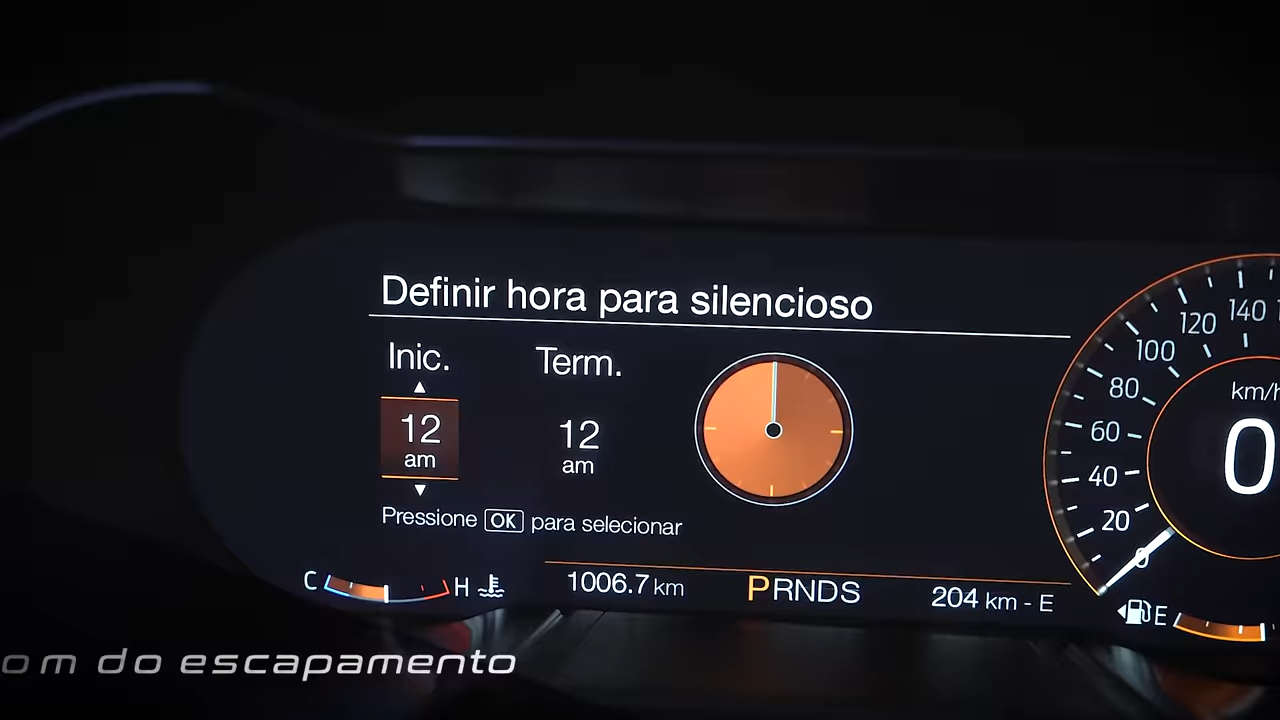 Definir hora para silencioso
Inic. Term.
12 12
am am
Pressione OK para selecionar
C H
1006.7 km PRNDS 204 km - E
E
140
120
100
80
60
40
20
0
km/h
0
om do escapamento